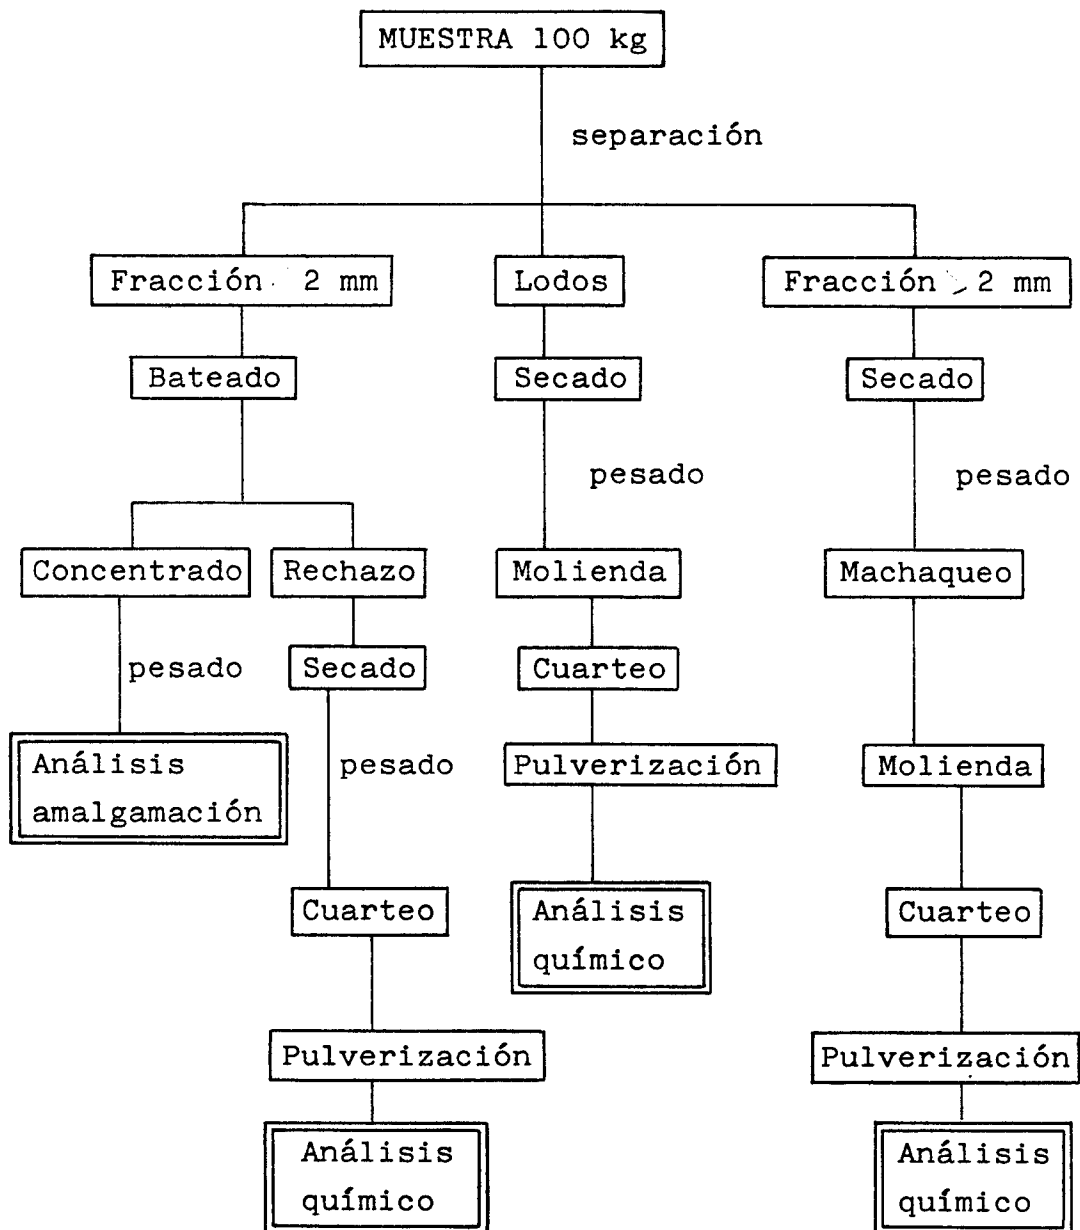 MUESTRA 100 kg
separación
Fracción 2 mm
Lodos
Fracción > 2 mm
Bateado
Secado
Secado
pesado
pesado
Concentrado
Rechazo
Molienda
Machaqueo
pesado
Secado
Cuarteo
Análisis
amalgamación
pesado
Pulverización
Molienda
Cuarteo
Análisis
químico
Cuarteo
Pulverización
Pulverización
Análisis
químico
Análisis
químico